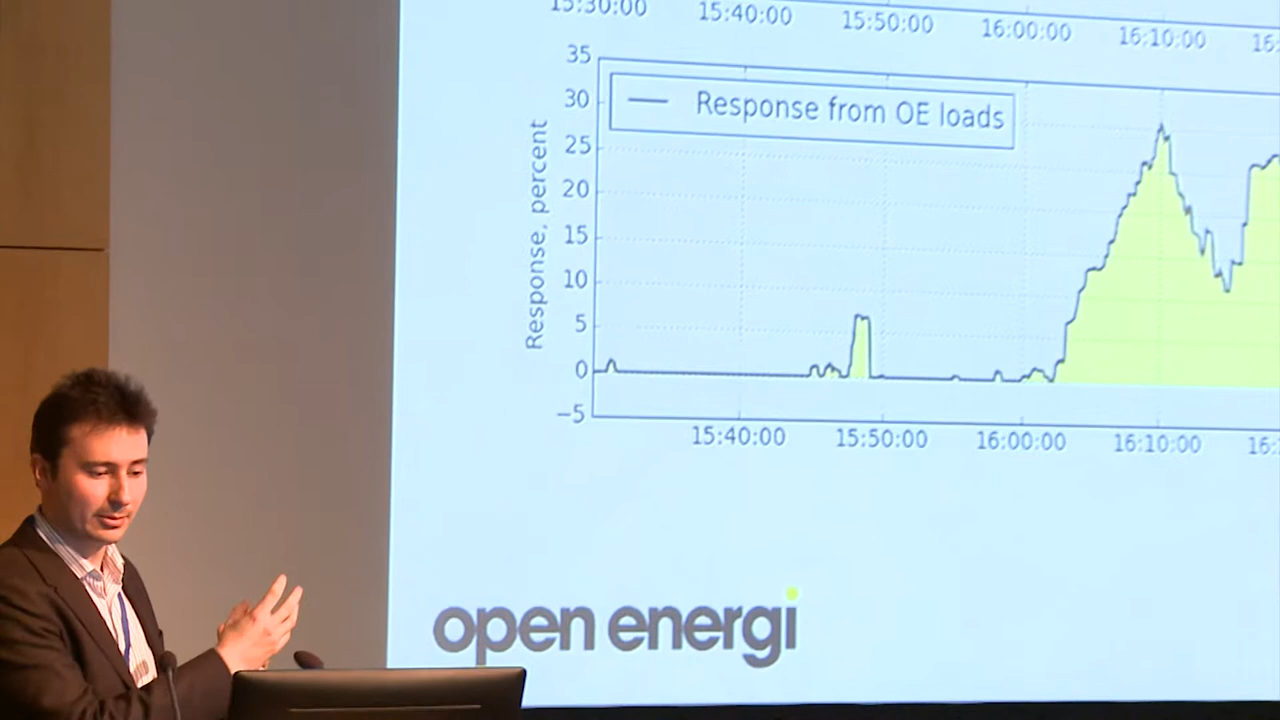 15:30:00 15:40:00 15:50:00 16:00:00 16:10:00 16:
35
Response from OE loads
30
25
20
15
10
5
0
−5
Response, percent
15:40:00 15:50:00 16:00:00 16:10:00 16:
open energi